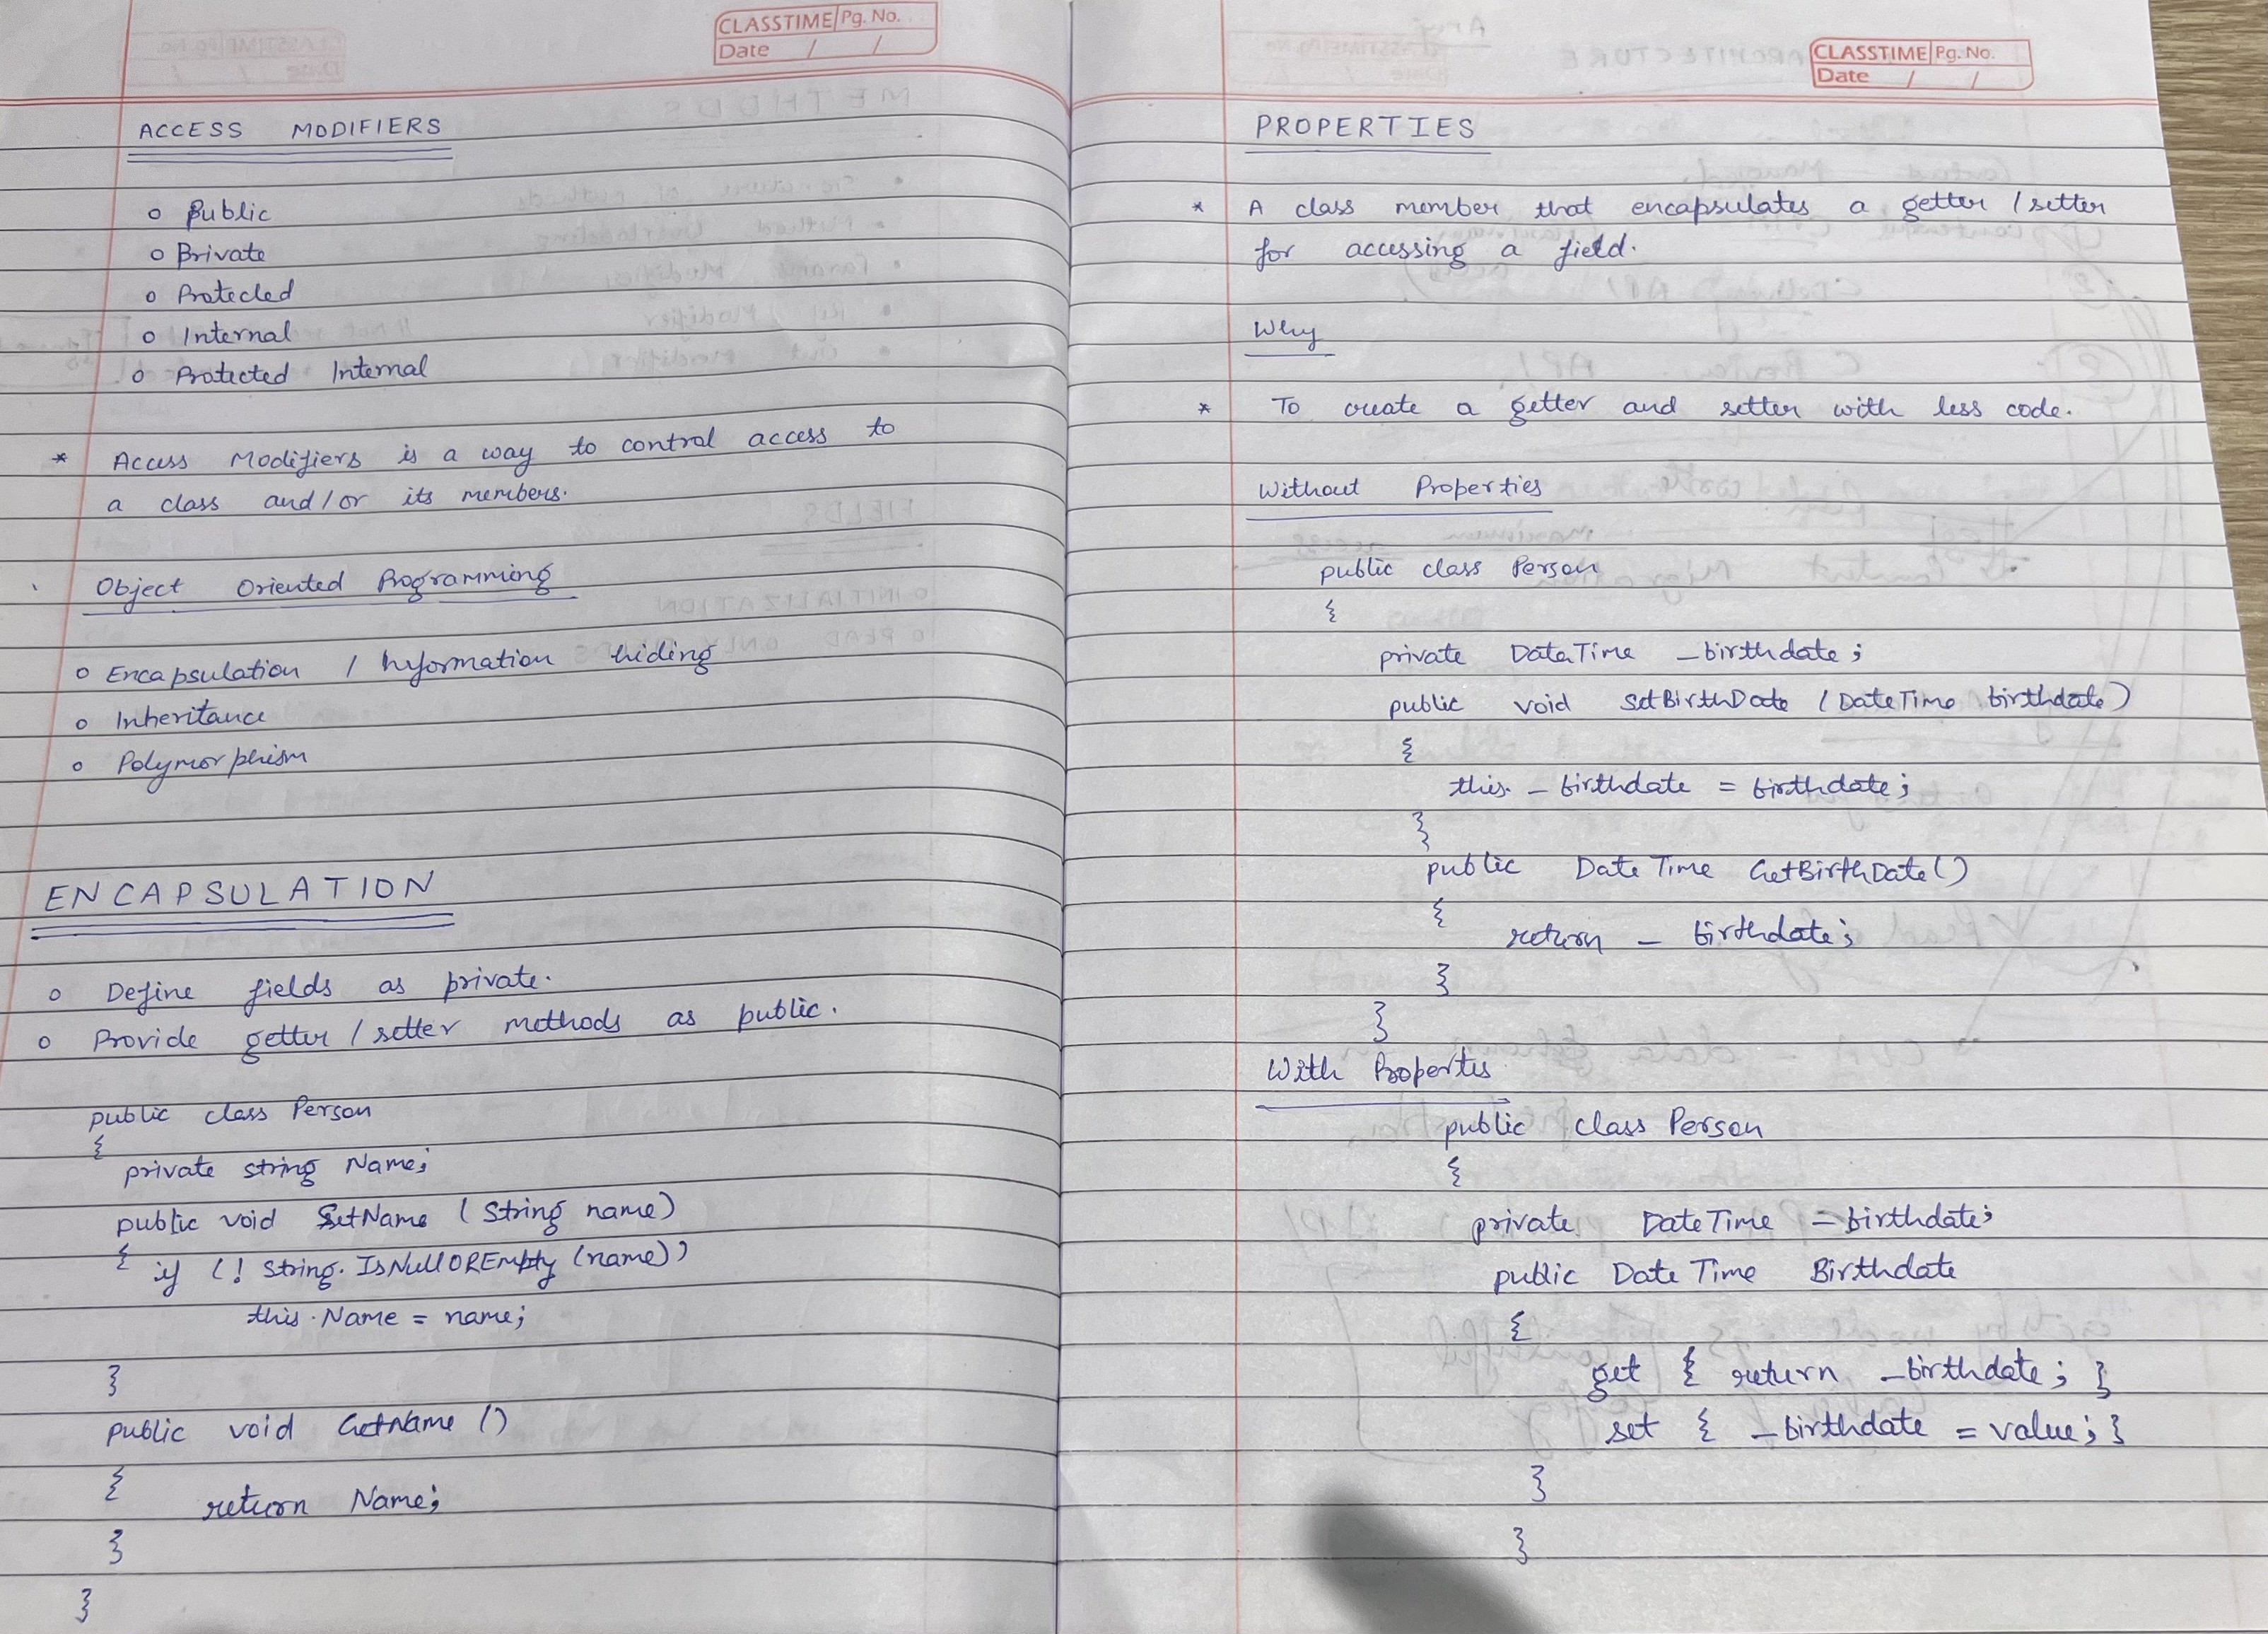 CLASSTIME Pg. No.
Date / /
ACCESS MODIFIERS
o Public
o Private
o Protected
o Internal
o Protected Internal
* Access Modifiers is a way to control access to
a class and/or its members.
Object Oriented Programming
o Encapsulation / Information hiding
o Inheritance
o Polymorphism
ENCAPSULATION
o Define fields as private.
o Provide getter / setter methods as public.
public class Person
{
private string Name;
public void SetName (String name)
{ if (! String. IsNullOREmpty (name))
this.Name = name;
}
public void GetName ()
{
return Name;
}
}
CLASSTIME Pg. No.
Date / /
PROPERTIES
* A class member that encapsulates a getter / setter
for accessing a field.
Why
* To create a getter and setter with less code.
Without Properties
public class Person
{
private DateTime _birthdate;
public void SetBirthDate (DateTime birthdate)
{
this. _ birthdate = birthdate;
}
public DateTime GetBirthDate()
{
return _ birthdate;
}
}
With Properties
public class Person
{
private DateTime =birthdate;
public DateTime Birthdate
{
get { return _birthdate; }
set { _birthdate = value; }
}
}